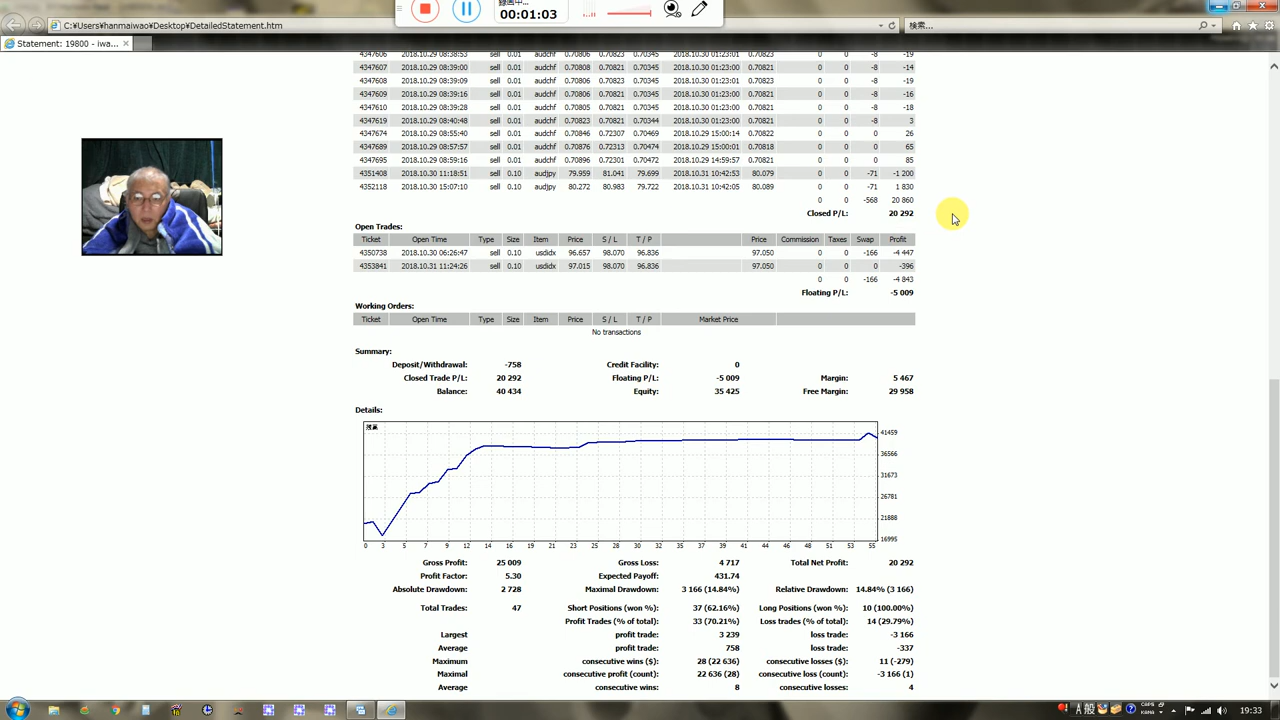 録画中...
00:01:03
C:¥Users¥hanmaiwao¥Desktop¥DetailedStatement.htm
検索...
Statement: 19800 - iwa... ×
4347606 2018.10.29 08:38:53 sell 0.01 audchf 0.70806 0.70823 0.70345 2018.10.30 01:23:01 0.70823 0 0 -8 -19
4347607 2018.10.29 08:39:00 sell 0.01 audchf 0.70808 0.70821 0.70345 2018.10.30 01:23:00 0.70821 0 0 -8 -14
4347608 2018.10.29 08:39:09 sell 0.01 audchf 0.70806 0.70823 0.70345 2018.10.30 01:23:01 0.70823 0 0 -8 -19
4347609 2018.10.29 08:39:16 sell 0.01 audchf 0.70806 0.70821 0.70345 2018.10.30 01:23:00 0.70821 0 0 -8 -16
4347610 2018.10.29 08:39:28 sell 0.01 audchf 0.70805 0.70821 0.70345 2018.10.30 01:23:00 0.70821 0 0 -8 -18
4347619 2018.10.29 08:40:48 sell 0.01 audchf 0.70823 0.70821 0.70344 2018.10.30 01:23:00 0.70821 0 0 -8 3
4347674 2018.10.29 08:55:40 sell 0.01 audchf 0.70846 0.72307 0.70469 2018.10.29 15:00:14 0.70822 0 0 0 26
4347689 2018.10.29 08:57:57 sell 0.01 audchf 0.70876 0.72313 0.70474 2018.10.29 15:00:01 0.70818 0 0 0 65
4347695 2018.10.29 08:59:16 sell 0.01 audchf 0.70896 0.72301 0.70472 2018.10.29 14:59:57 0.70821 0 0 0 85
4351408 2018.10.30 11:18:51 sell 0.10 audjpy 79.959 81.041 79.699 2018.10.31 10:42:53 80.079 0 0 -71 -1 200
4352118 2018.10.30 15:07:10 sell 0.10 audjpy 80.272 80.983 79.722 2018.10.31 10:42:05 80.089 0 0 -71 1 830
0 0 -568 20 860
Closed P/L: 20 292
Open Trades:
Ticket Open Time Type Size Item Price S / L T / P Price Commission Taxes Swap Profit
4350738 2018.10.30 06:26:47 sell 0.10 usdidx 96.657 98.070 96.836 97.050 0 0 -166 -4 447
4353841 2018.10.31 11:24:26 sell 0.10 usdidx 97.015 98.070 96.836 97.050 0 0 0 -396
0 0 -166 -4 843
Floating P/L: -5 009
Working Orders:
Ticket Open Time Type Size Item Price S / L T / P Market Price
No transactions
Summary:
Deposit/Withdrawal: -758 Credit Facility: 0
Closed Trade P/L: 20 292 Floating P/L: -5 009 Margin: 5 467
Balance: 40 434 Equity: 35 425 Free Margin: 29 958
Details:
残高
41459
36566
31673
26781
21888
16995
0 3 5 7 9 12 14 16 19 21 23 25 28 30 32 35 37 39 41 44 46 48 51 53 55
Gross Profit: 25 009 Gross Loss: 4 717 Total Net Profit: 20 292
Profit Factor: 5.30 Expected Payoff: 431.74
Absolute Drawdown: 2 728 Maximal Drawdown: 3 166 (14.84%) Relative Drawdown: 14.84% (3 166)
Total Trades: 47 Short Positions (won %): 37 (62.16%) Long Positions (won %): 10 (100.00%)
Profit Trades (% of total): 33 (70.21%) Loss trades (% of total): 14 (29.79%)
Largest profit trade: 3 239 loss trade: -3 166
Average profit trade: 758 loss trade: -337
Maximum consecutive wins ($): 28 (22 636) consecutive losses ($): 11 (-279)
Maximal consecutive profit (count): 22 636 (28) consecutive loss (count): -3 166 (1)
Average consecutive wins: 8 consecutive losses: 4
A 般 CAPS KANA 19:33